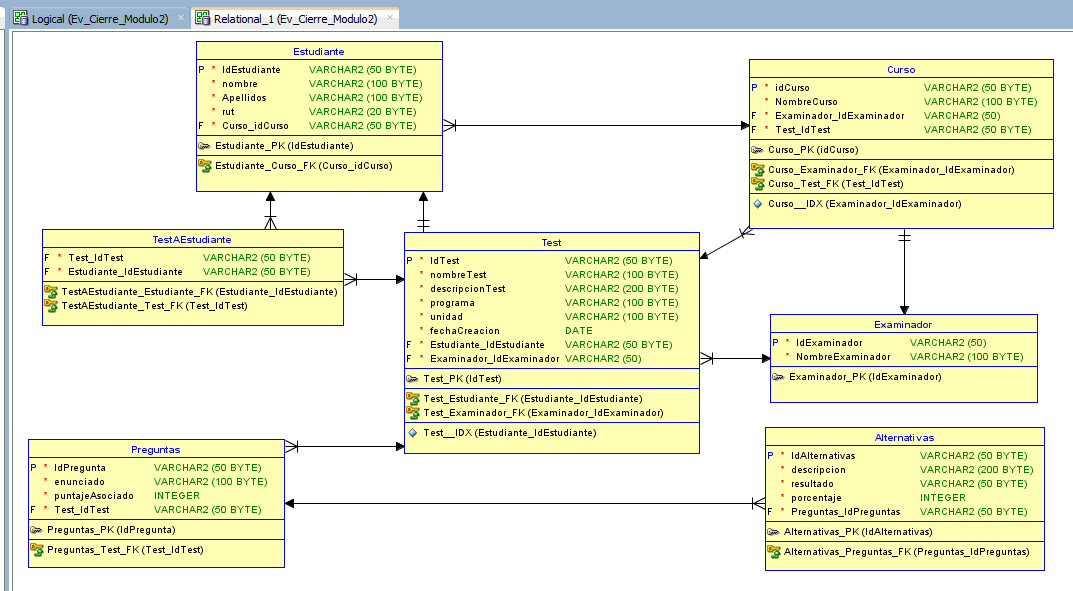 Logical (Ev_Cierre_Modulo2)
Relational_1 (Ev_Cierre_Modulo2)
Estudiante
P * IdEstudiante VARCHAR2 (50 BYTE)
* nombre VARCHAR2 (100 BYTE)
* Apellidos VARCHAR2 (100 BYTE)
* rut VARCHAR2 (20 BYTE)
F * Curso_idCurso VARCHAR2 (50 BYTE)
Estudiante_PK (IdEstudiante)
Estudiante_Curso_FK (Curso_idCurso)
Curso
P * idCurso VARCHAR2 (50 BYTE)
* NombreCurso VARCHAR2 (100 BYTE)
F * Examinador_IdExaminador VARCHAR2 (50)
F * Test_IdTest VARCHAR2 (50 BYTE)
Curso_PK (idCurso)
Curso_Examinador_FK (Examinador_IdExaminador)
Curso_Test_FK (Test_IdTest)
Curso__IDX (Examinador_IdExaminador)
TestAEstudiante
F * Test_IdTest VARCHAR2 (50 BYTE)
F * Estudiante_IdEstudiante VARCHAR2 (50 BYTE)
TestAEstudiante_Estudiante_FK (Estudiante_IdEstudiante)
TestAEstudiante_Test_FK (Test_IdTest)
Test
P * IdTest VARCHAR2 (50 BYTE)
* nombreTest VARCHAR2 (100 BYTE)
* descripcionTest VARCHAR2 (200 BYTE)
* programa VARCHAR2 (100 BYTE)
* unidad VARCHAR2 (100 BYTE)
* fechaCreacion DATE
F * Estudiante_IdEstudiante VARCHAR2 (50 BYTE)
F * Examinador_IdExaminador VARCHAR2 (50)
Test_PK (IdTest)
Test_Estudiante_FK (Estudiante_IdEstudiante)
Test_Examinador_FK (Examinador_IdExaminador)
Test__IDX (Estudiante_IdEstudiante)
Examinador
P * IdExaminador VARCHAR2 (50)
* NombreExaminador VARCHAR2 (100 BYTE)
Examinador_PK (IdExaminador)
Preguntas
P * IdPregunta VARCHAR2 (50 BYTE)
* enunciado VARCHAR2 (100 BYTE)
* puntajeAsociado INTEGER
F * Test_IdTest VARCHAR2 (50 BYTE)
Preguntas_PK (IdPregunta)
Preguntas_Test_FK (Test_IdTest)
Alternativas
P * IdAlternativas VARCHAR2 (50 BYTE)
* descripcion VARCHAR2 (200 BYTE)
* resultado VARCHAR2 (50 BYTE)
* porcentaje INTEGER
F * Preguntas_IdPreguntas VARCHAR2 (50 BYTE)
Alternativas_PK (IdAlternativas)
Alternativas_Preguntas_FK (Preguntas_IdPreguntas)